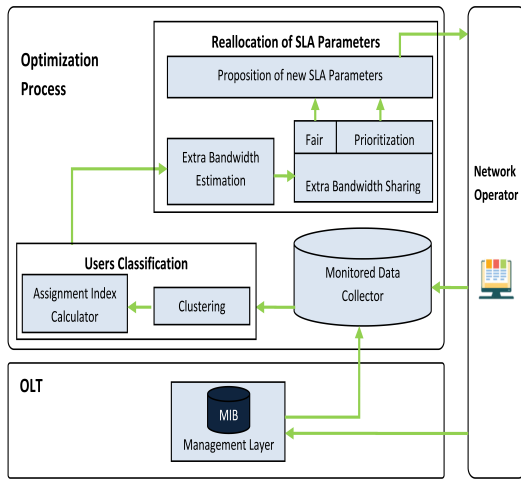 Optimization
Process
Reallocation of SLA Parameters
Proposition of new SLA Parameters
Fair
Prioritization
Extra Bandwidth
Estimation
Extra Bandwidth Sharing
Network
Operator
Users Classification
Assignment Index
Calculator
Clustering
Monitored Data
Collector
OLT
MIB
Management Layer